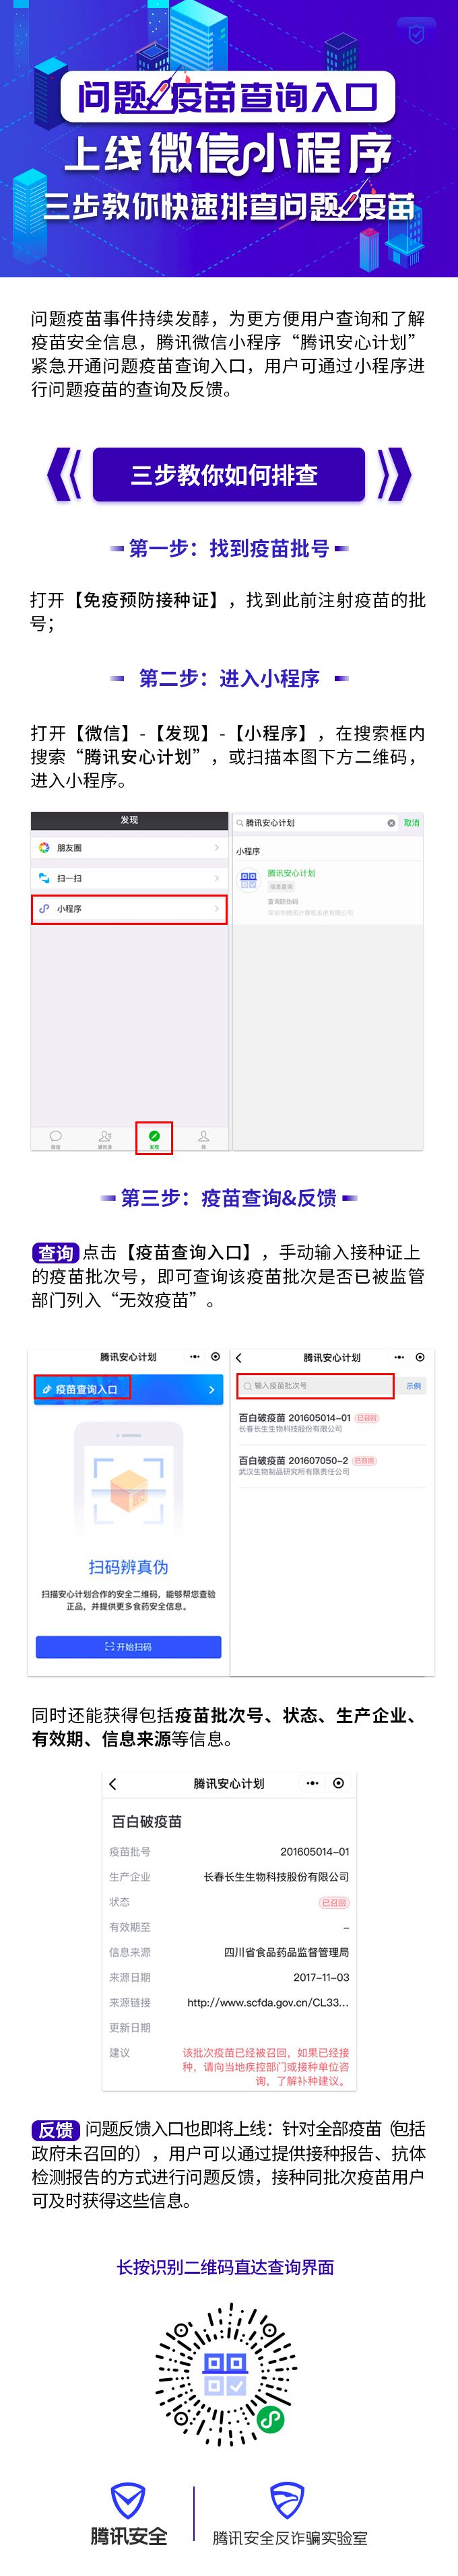 问题疫苗查询入口
上线微信小程序
三步教你快速排查问题疫苗
问题疫苗事件持续发酵，为更方便用户查询和了解
疫苗安全信息，腾讯微信小程序“腾讯安心计划”
紧急开通问题疫苗查询入口，用户可通过小程序进
行问题疫苗的查询及反馈。
三步教你如何排查
第一步：找到疫苗批号
打开【免疫预防接种证】，找到此前注射疫苗的批
号；
第二步：进入小程序
打开【微信】-【发现】-【小程序】，在搜索框内
搜索“腾讯安心计划”，或扫描本图下方二维码，
进入小程序。
发现
朋友圈
扫一扫
小程序
微信 通讯录 发现 我
腾讯安心计划 取消
小程序
腾讯安心计划
信息查询
查询防伪码
深圳市腾讯计算机系统有限公司
第三步：疫苗查询&反馈
查询 点击【疫苗查询入口】，手动输入接种证上
的疫苗批次号，即可查询该疫苗批次是否已被监管
部门列入“无效疫苗”。
腾讯安心计划
疫苗查询入口
扫码辨真伪
扫描安心计划合作的安全二维码，能够帮您查验
正品，并提供更多食药安全信息。
开始扫码
腾讯安心计划
输入疫苗批次号 示例
百白破疫苗 201605014-01 已召回
长春长生生物科技股份有限公司
百白破疫苗 201607050-2 已召回
武汉生物制品研究所有限责任公司
同时还能获得包括疫苗批次号、状态、生产企业、
有效期、信息来源等信息。
腾讯安心计划
百白破疫苗
疫苗批号 201605014-01
生产企业 长春长生生物科技股份有限公司
状态 已召回
有效期至 -
信息来源 四川省食品药品监督管理局
来源日期 2017-11-03
来源链接 http://www.scfda.gov.cn/CL33...
更新日期
建议 该批次疫苗已经被召回，如果已经接
种，请向当地疾控部门或接种单位咨
询，了解补种建议。
反馈 问题反馈入口也即将上线：针对全部疫苗（包括
政府未召回的），用户可以通过提供接种报告、抗体
检测报告的方式进行问题反馈，接种同批次疫苗用户
可及时获得这些信息。
长按识别二维码直达查询界面
腾讯安全
腾讯安全反诈骗实验室